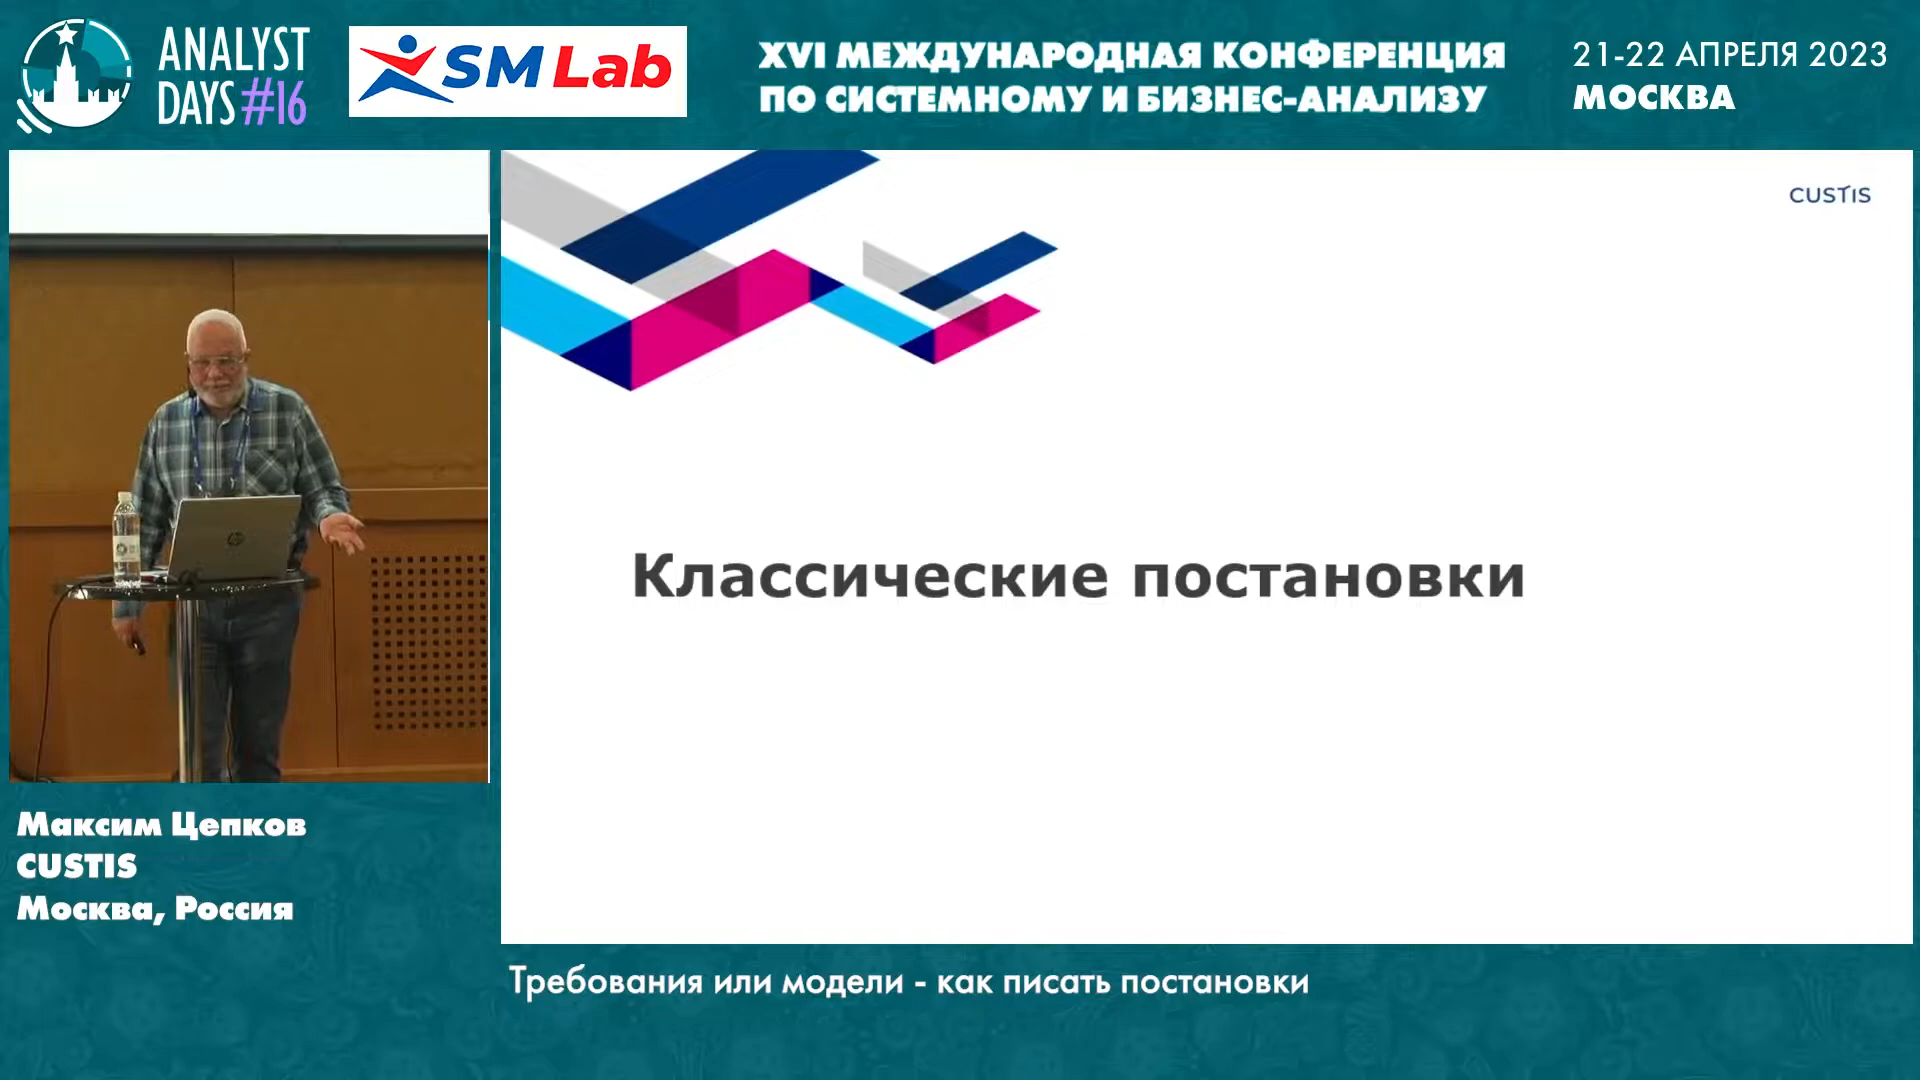 ANALYST
DAYS #16
SM Lab
XVI МЕЖДУНАРОДНАЯ КОНФЕРЕНЦИЯ
ПО СИСТЕМНОМУ И БИЗНЕС-АНАЛИЗУ
21-22 АПРЕЛЯ 2023
МОСКВА
CUSTIS
Классические постановки
Максим Цепков
CUSTIS
Москва, Россия
Требования или модели - как писать постановки